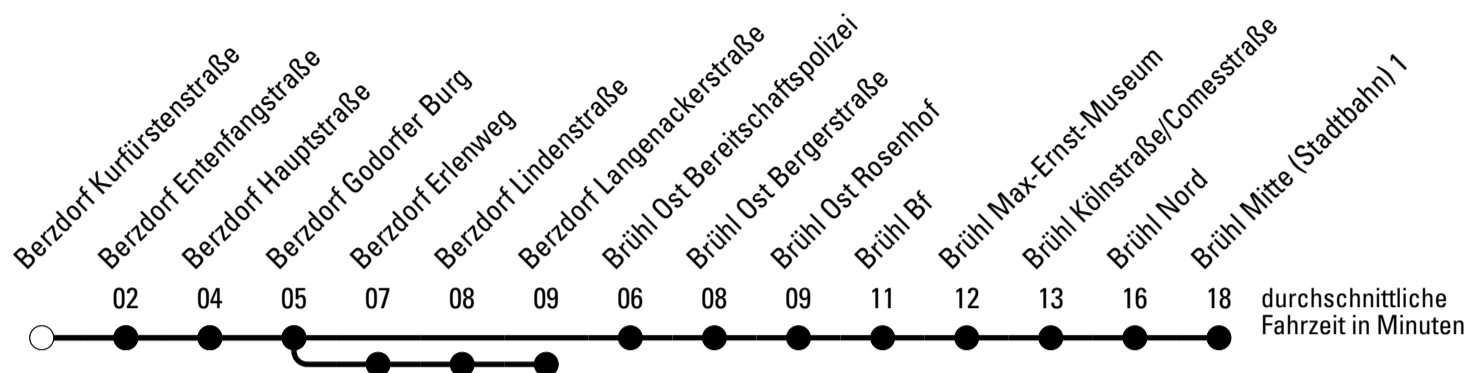 Berzdorf Kurfürstenstraße
Berzdorf Entenfangstraße
Berzdorf Hauptstraße
Berzdorf Godorfer Burg
Berzdorf Erlenweg
Berzdorf Lindenstraße
Berzdorf Langenackerstraße
Brühl Ost Bereitschaftspolizei
Brühl Ost Bergerstraße
Brühl Ost Rosenhof
Brühl Bf
Brühl Max-Ernst-Museum
Brühl Kölnstraße/Comesstraße
Brühl Nord
Brühl Mitte (Stadtbahn) 1
02 04 05 07 08 09 06 08 09 11 12 13 16 18
durchschnittliche
Fahrzeit in Minuten